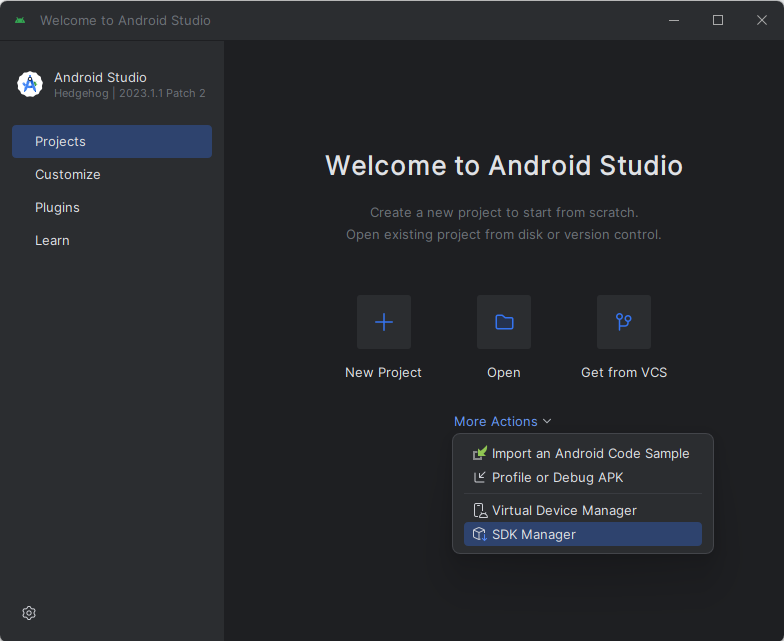 Welcome to Android Studio
Android Studio
Hedgehog | 2023.1.1 Patch 2
Projects
Customize
Plugins
Learn
Welcome to Android Studio
Create a new project to start from scratch.
Open existing project from disk or version control.
New Project
Open
Get from VCS
More Actions
Import an Android Code Sample
Profile or Debug APK
Virtual Device Manager
SDK Manager